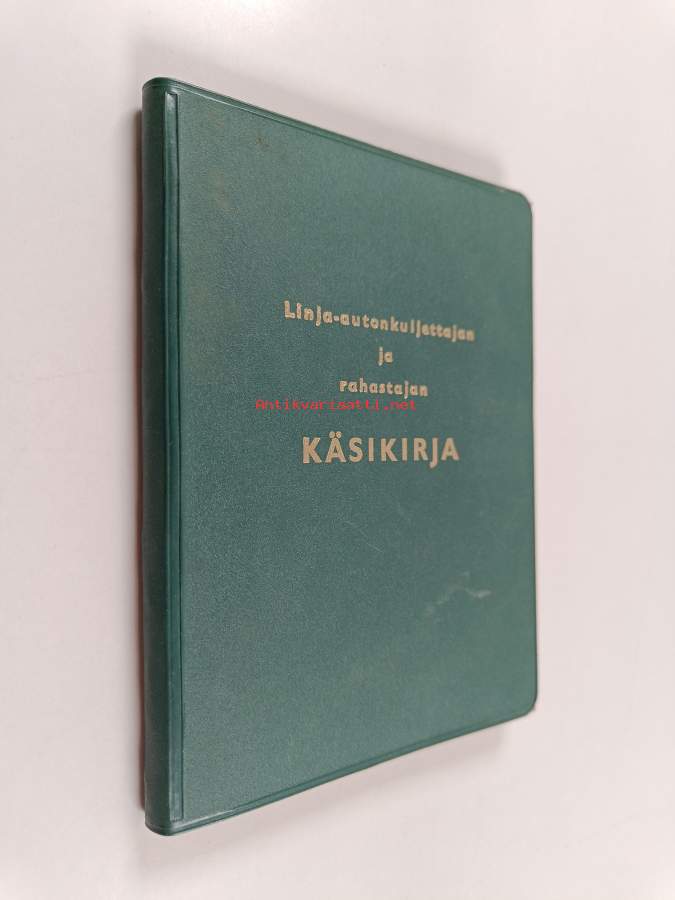 Linja-autonkuljettajan
ja
rahastajan
Antikvariaatti.net
KÄSIKIRJA